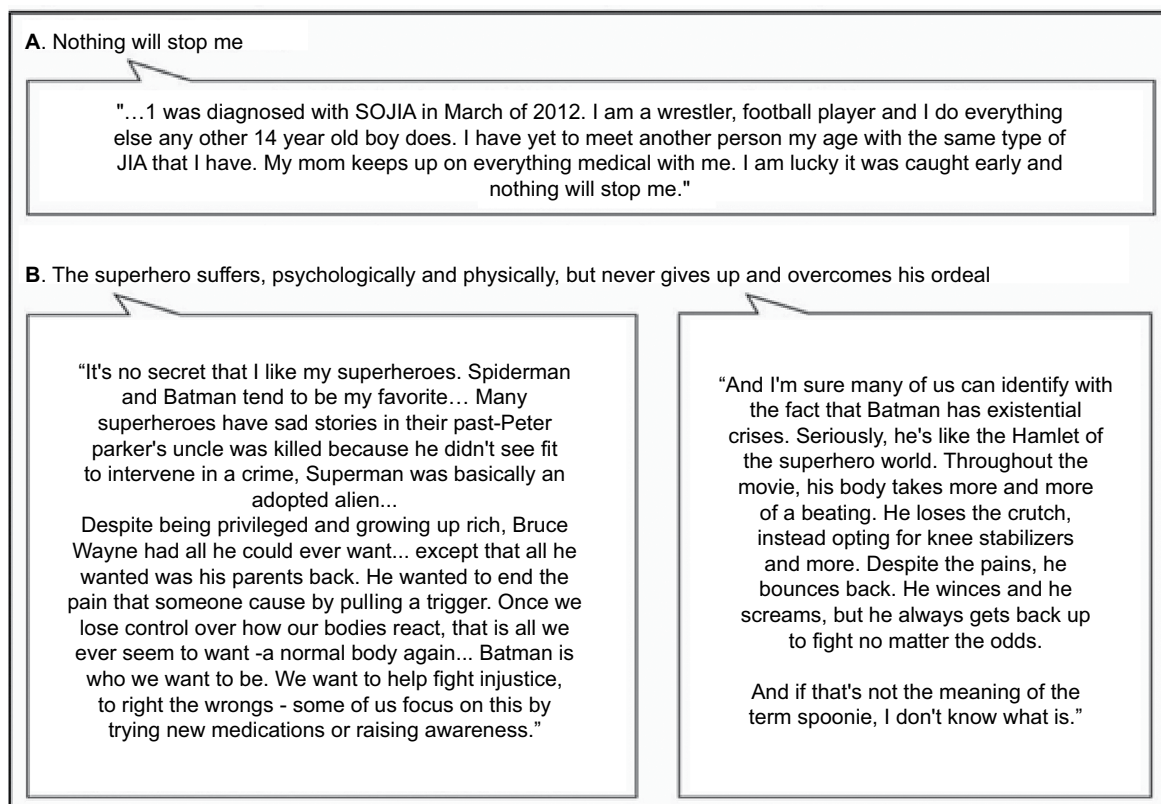 A. Nothing will stop me
"...1 was diagnosed with SOJIA in March of 2012. I am a wrestler, football player and I do everything
else any other 14 year old boy does. I have yet to meet another person my age with the same type of
JIA that I have. My mom keeps up on everything medical with me. I am lucky it was caught early and
nothing will stop me."
B. The superhero suffers, psychologically and physically, but never gives up and overcomes his ordeal
“It's no secret that I like my superheroes. Spiderman
and Batman tend to be my favorite... Many
superheroes have sad stories in their past-Peter
parker's uncle was killed because he didn't see fit
to intervene in a crime, Superman was basically an
adopted alien...
Despite being privileged and growing up rich, Bruce
Wayne had all he could ever want... except that all he
wanted was his parents back. He wanted to end the
pain that someone cause by pulling a trigger. Once we
lose control over how our bodies react, that is all we
ever seem to want -a normal body again... Batman is
who we want to be. We want to help fight injustice,
to right the wrongs - some of us focus on this by
trying new medications or raising awareness.”
“And I'm sure many of us can identify with
the fact that Batman has existential
crises. Seriously, he's like the Hamlet of
the superhero world. Throughout the
movie, his body takes more and more
of a beating. He loses the crutch,
instead opting for knee stabilizers
and more. Despite the pains, he
bounces back. He winces and he
screams, but he always gets back up
to fight no matter the odds.
And if that's not the meaning of the
term spoonie, I don't know what is.”